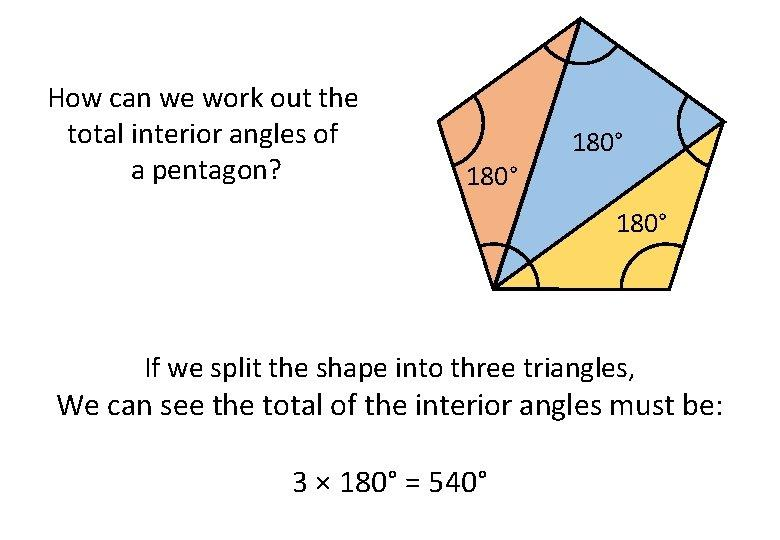 How can we work out the
total interior angles of
a pentagon?
180°
180°
180°
If we split the shape into three triangles,
We can see the total of the interior angles must be:
3 × 180° = 540°